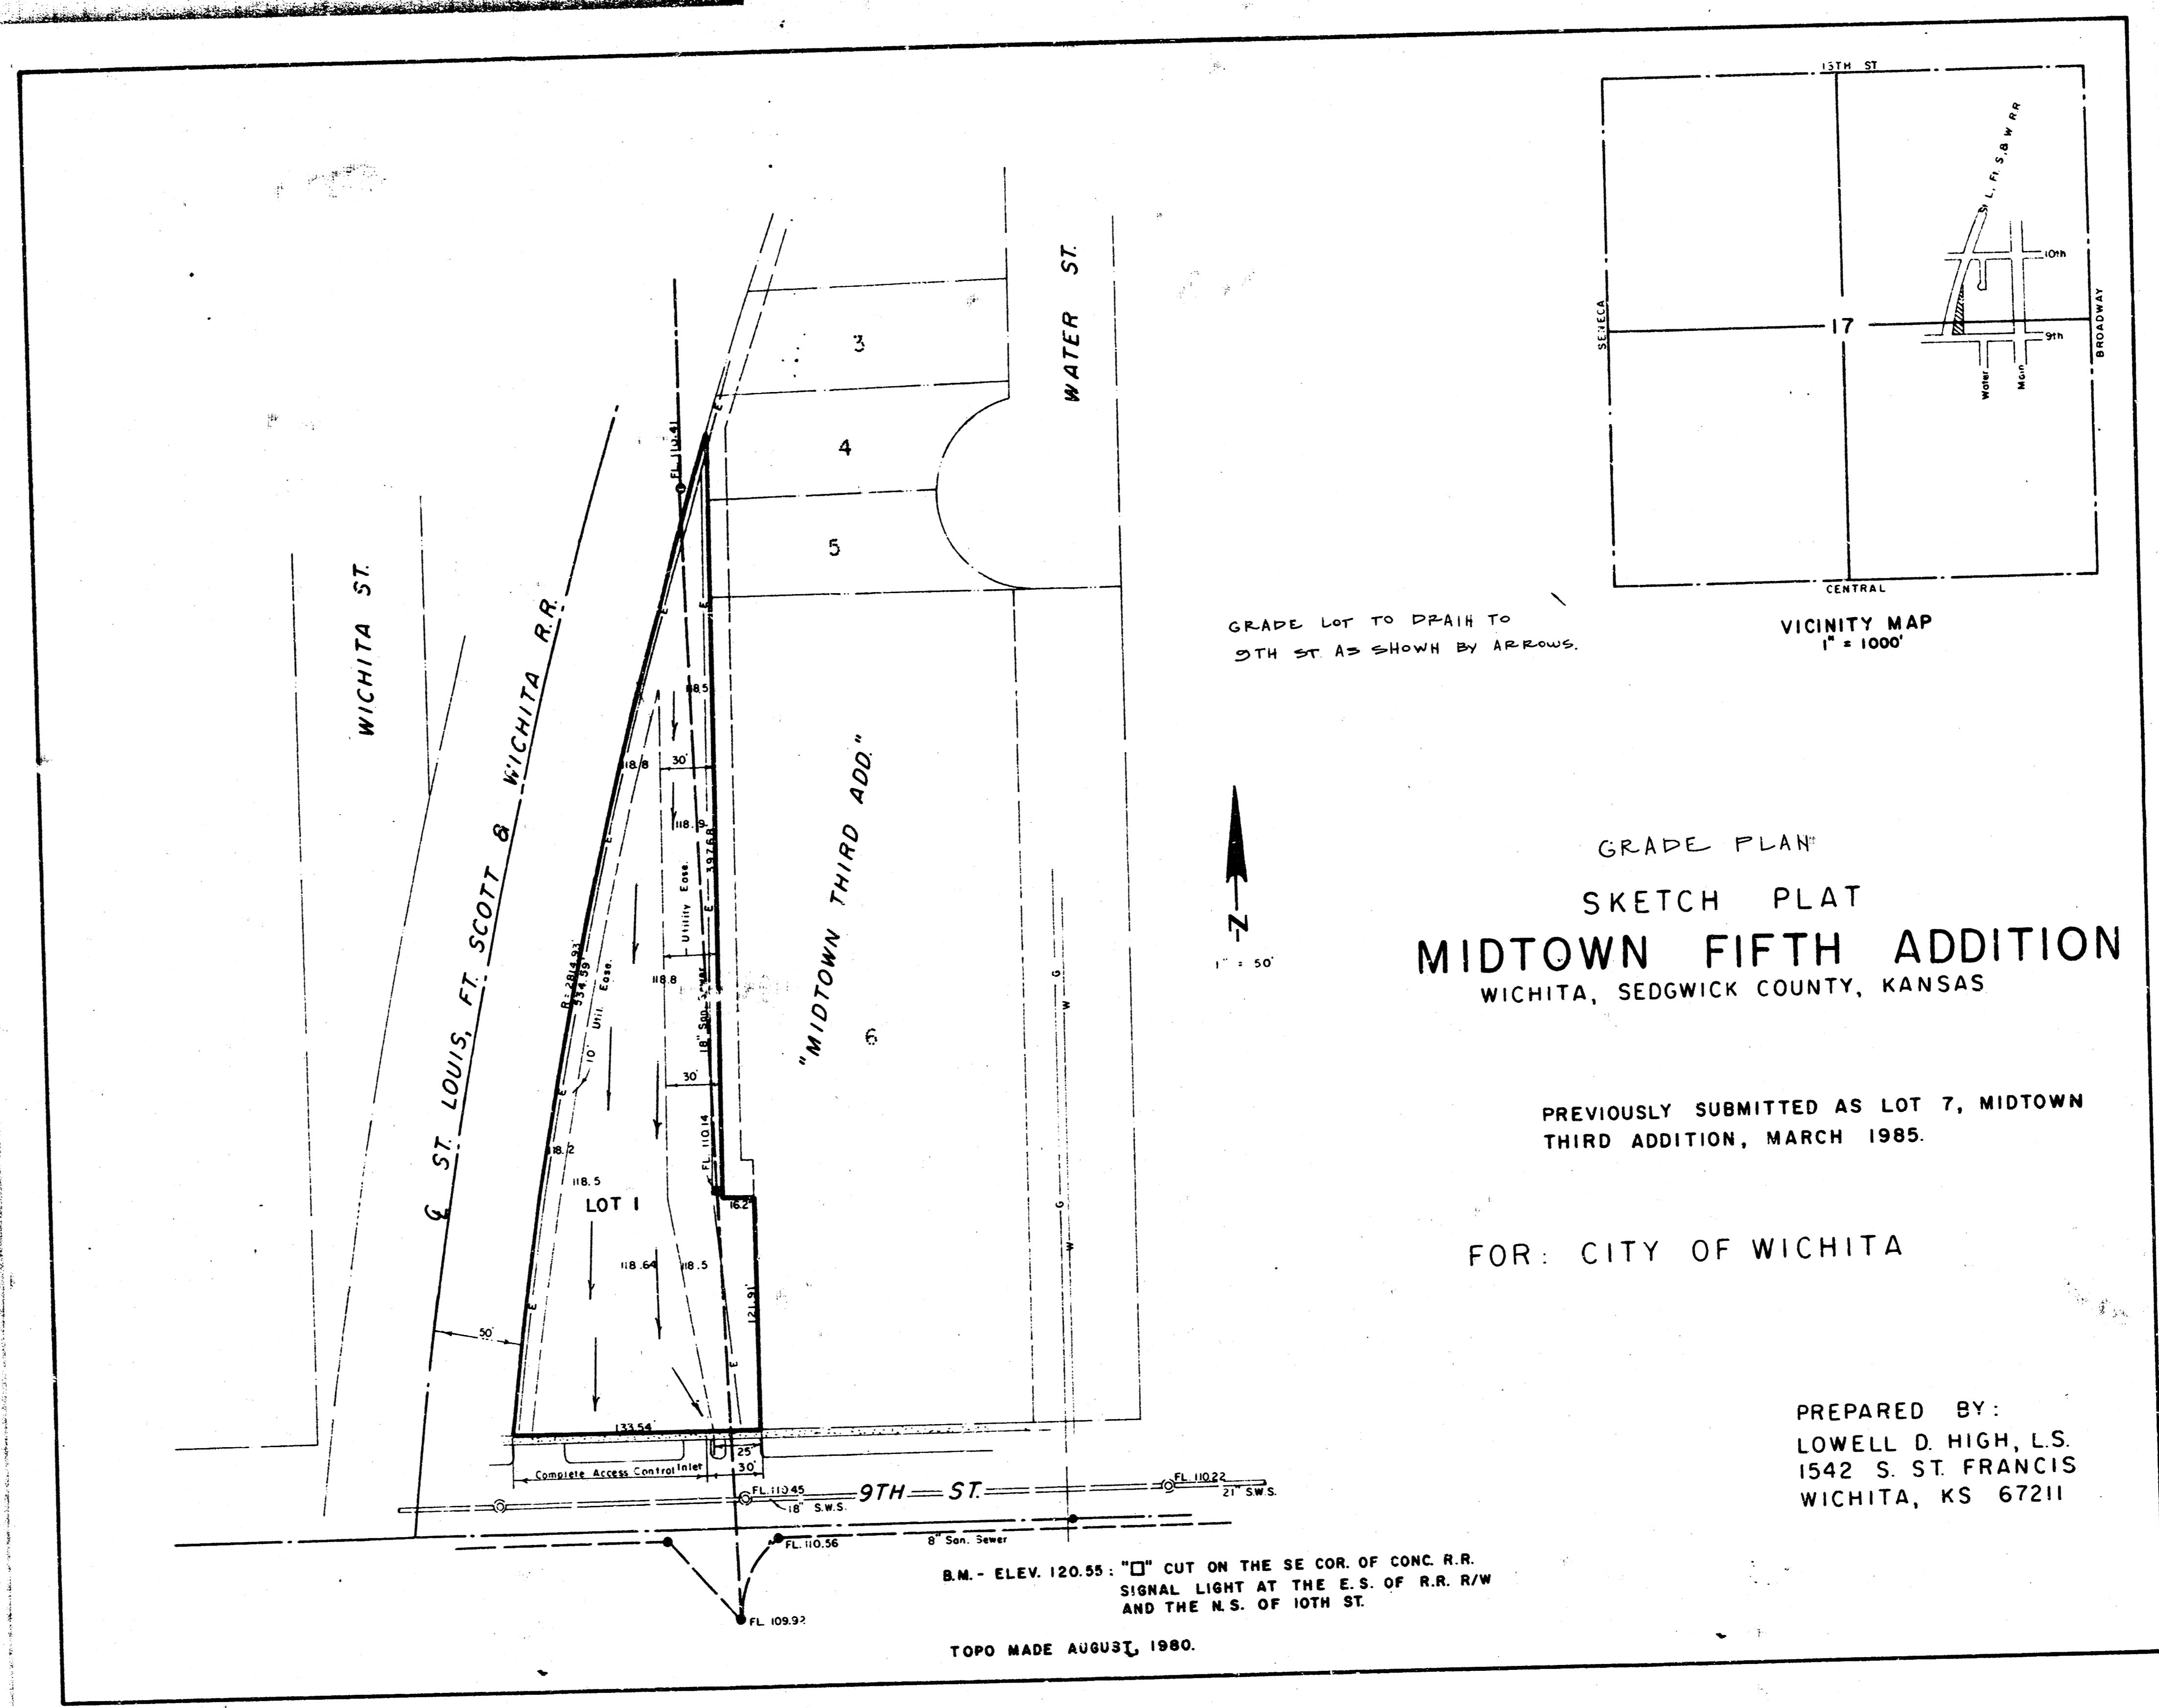 13TH ST
St. L., Ft. S., & W. R.R
10th
SENECA
17
BROADWAY
9th
Water
Main
CENTRAL
VICINITY MAP
1" = 1000'
WATER ST.
3
4
5
6
FL. 110.41
WICHITA ST.
℄ ST. LOUIS, FT. SCOTT & WICHITA R.R.
GRADE LOT TO DRAIN TO
9TH ST. AS SHOWN BY ARROWS.
E
E
E
118.5
118.8
30'
118.9
397.68'
E
E
Utility Ease.
"MIDTOWN THIRD ADD."
N
1" = 50'
R=2814.93'
534.59'
10' Util. Ease.
118.8
18" San. Sewer
30'
E
FL. 110.14
118.2
118.5
LOT 1
16.2'
118.64
118.5
121.91'
E
E
50'
133.54'
25'
Complete Access Control
Inlet
30'
G
W
G
W
FL. 110.45
18" S.W.S.
9TH ST.
FL. 110.22
21" S.W.S.
FL. 110.56
8" San. Sewer
FL. 109.92
GRADE PLAN
SKETCH PLAT
MIDTOWN FIFTH ADDITION
WICHITA, SEDGWICK COUNTY, KANSAS
PREVIOUSLY SUBMITTED AS LOT 7, MIDTOWN
THIRD ADDITION, MARCH 1985.
FOR: CITY OF WICHITA
PREPARED BY:
LOWELL D. HIGH, L.S.
1542 S. ST. FRANCIS
WICHITA, KS 67211
B.M. - ELEV. 120.55: "□" CUT ON THE SE COR. OF CONC. R.R.
SIGNAL LIGHT AT THE E.S. OF R.R. R/W
AND THE N.S. OF 10TH ST.
TOPO MADE AUGUST, 1980.